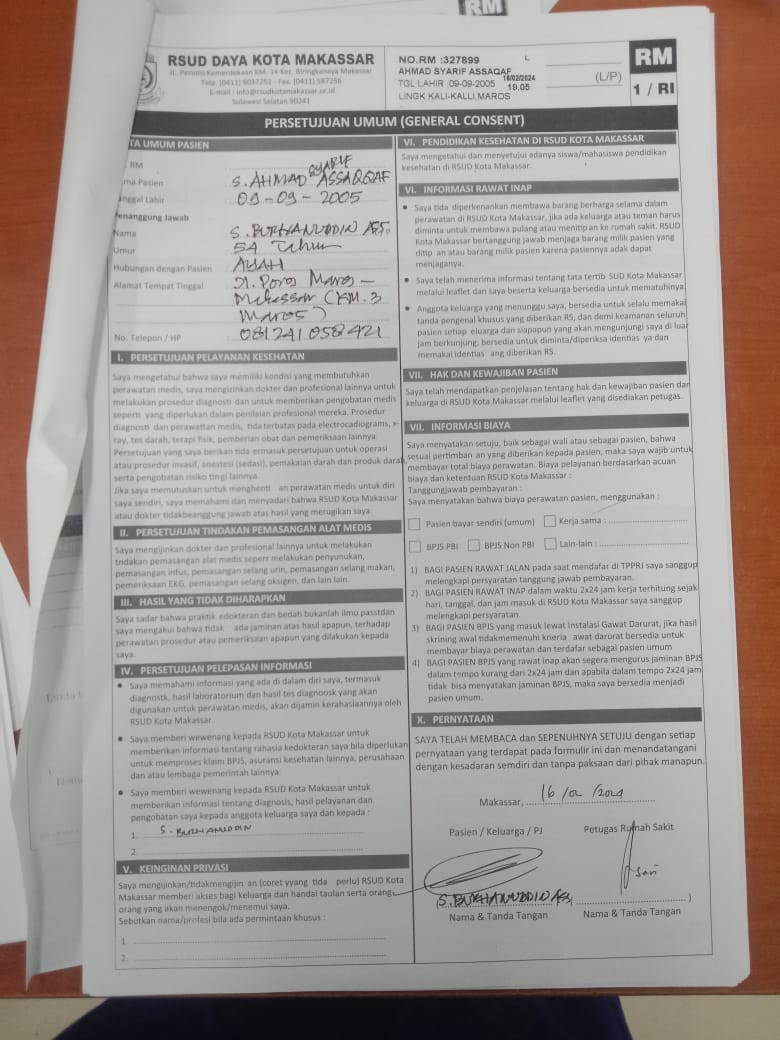 RM
RSUD DAYA KOTA MAKASSAR
JL. Perintis Kemerdekaan KM. 14 Kec. Biringkanaya Makassar
Telp. (0411) 6037252 - Fax. (0411) 587256
E-mail : info@rsudkotamakassar.or.id
Sulawesi Selatan 90241
NO.RM :327899 L
AHMAD SYARIF ASSAQAF
16/02/2024
TGL LAHIR :09-09-2005 19.05
LINGK KALI-KALLI,MAROS
(L/P)
RM
1 / RI
PERSETUJUAN UMUM (GENERAL CONSENT)
TA UMUM PASIEN
RM
ma Pasien S. AHMAD SYARIF ASSAQQAF
anggal Lahir 09-09-2005
Penanggung Jawab
Nama S. BURHANUDDIN ASS.
Umur 54 Tahun
Hubungan dengan Pasien AYAH
Alamat Tempat Tinggal Jl. Poros Maros -
Makassar (KM.3
Maros)
No. Telepon / HP 081241058421
I. PERSETUJUAN PELAYANAN KESEHATAN
Saya mengetahui bahwa saya memiliki kondisi yang membutuhkan
perawatan medis, saya mengizinkan dokter dan profesional lainnya untuk
melakukan prosedur diagnosti dan untuk memberikan pengobatan medis
seperti yang diperlukan dalam penilaian profesional mereka. Prosedur
diagnosti dan perawattan medis, tida terbatas pada electrocadiograms, x-
ray, tes darah, terapi fisik, pemberian obat dan pemeriksaan lainnya.
Persetujuan yang saya berikan tida ermasuk persetujuan untuk operasi
atau prosedur invasif, anestesi (sedasi), pemakaian darah dan produk darah
serta pengobatan risiko tingi lainnya.
Jika saya memutuskan untuk menghenti an perawatan medis untuk diri
saya sendiri, saya memahami dan menyadari bahwa RSUD Kota Makassar
atau dokter tidakbeanggung jawab atas hasil yang merugikan saya.
II. PERSETUJUAN TINDAKAN PEMASANGAN ALAT MEDIS
Saya mengijinkan dokter dan profesional lainnya untuk melakukan
tndakan pemasangan alat medis seperr melakukan penyunukan,
pemasangan infus, pemasangan selang urin, pemasangan selang makan,
pemeriksaan EKG, pemasangan selang oksigen, dan lain lain.
III. HASIL YANG TIDAK DIHARAPKAN
Saya sadar bahwa praktik edokteran dan bedah bukanlah ilmu passtdan
saya mengakui bahwa tidak ada jaminan atas hasil apapun, terhadap
perawatan prosedur atau pemeriksaan apapun yang dilakukan kepada
saya.
IV. PERSETUJUAN PELEPASAN INFORMASI
● Saya memahami informasi yang ada di dalam diri saya, termasuk
diagnostk, hasil laboratorium dan hasil tes diagnoosk yang akan
digunakan untuk perawatan medis, akan dijamin kerahasiaannya oleh
RSUD Kota Makassar.
● Saya memberi wewenang kepada RSUD Kota Makassar untuk
memberikan informasi tentang rahasia kedokteran saya bila diperlukan
untuk memproses klaim BPJS, asuransi kesehatan lainnya, perusahaan
dan atau lembaga pemerintah lainnya.
● Saya memberi wewenang kepada RSUD Kota Makassar untuk
memberikan informasi tentang diagnosis, hasil pelayanan dan
pengobatan saya kepada anggota keluarga saya dan kepada :
1. S. BURHANUDDIN
2.
V. KEINGINAN PRIVASI
Saya mengijinkan/tidakmengijin an (coret yyang tida perlu) RSUD Kota
Makassar memberi akses bagi keluarga dan handai taulan serta orang-
orang yang akan menengok/menemui saya.
Sebutkan nama/profesi bila ada permintaan khusus :
1.
2.
VI. PENDIDIKAN KESEHATAN DI RSUD KOTA MAKASSAR
Saya mengetahui dan menyetujui adanya siswa/mahasiswa pendidikan
kesehatan di RSUD Kota Makassar.
VI. INFORMASI RAWAT INAP
● Saya tida diperkenankan membawa barang berharga selama dalam
perawatan di RSUD Kota Makassar, jika ada keluarga atau teman harus
diminta untuk membawa pulang atau menitip an ke rumah sakit. RSUD
Kota Makassar bertanggung jawab menjaga barang milik pasien yang
ditip an atau barang milik pasien karena pasiennya adak dapat
menjaganya.
● Saya telah menerima informasi tentang tata tertib SUD Kota Makassar
melalui leaflet dan saya beserta keluarga bersedia untuk mematuhinya.
● Anggota keluarga yang menunggu saya, bersedia untuk selalu memakai
tanda pengenal khusus yang diberikan RS, dan demi keamanan seluruh
pasien setiap eluarga dan siapapun yang akan mengunjungi saya di luar
jam berkunjung, bersedia untuk diminta/diperiksa identias ya dan
memakai identias ang diberikan RS.
VII. HAK DAN KEWAJIBAN PASIEN
Saya telah mendapatkan penjelasan tentang hak dan kewajiban pasien dan
keluarga di RSUD Kota Makassar melalui leaflet yang disediakan petugas.
VII. INFORMASI BIAYA
Saya menyatakan setuju, baik sebagai wali atau sebagai pasien, bahwa
sesuai pertimban an yang diberikan kepada pasien, maka saya wajib untuk
membayar total biaya perawatan. Biaya pelayanan berdasarkan acuan
biaya dan ketentuan RSUD Kota Makassar :
Tanggungjawab pembayaran :
Saya menyatakan bahwa biaya perawatan pasien, menggunakan :
Pasien bayar sendiri (umum) Kerja sama :
BPJS PBI BPJS Non PBI Lain-lain :
1) BAGI PASIEN RAWAT JALAN pada saat mendafar di TPPRJ saya sanggup
melengkapi persyaratan tanggung jawab pembayaran.
2) BAGI PASIEN RAWAT INAP dalam waktu 2x24 jam kerja terhitung sejak
hari, tanggal, dan jam masuk di RSUD Kota Makassar saya sanggup
melengkapi persyaratan.
3) BAGI PASIEN BPJS yang masuk lewat Instalasi Gawat Darurat, jika hasil
skrining awal tidakmemenuhi krieria awat darurat bersedia untuk
membayar biaya perawatan dan terdafar sebagai pasien umum
4) BAGI PASIEN BPJS yang rawat inap akan segera mengurus jaminan BPJS
dalam tempo kurang dari 2x24 jam dan apabila dalam tempo 2x24 jam
tidak bisa menyatakan jaminan BPJS, maka saya bersedia menjadi
pasien umum.
X. PERNYATAAN
SAYA TELAH MEMBACA dan SEPENUHNYA SETUJU dengan setiap
pernyataan yang terdapat pada formulir ini dan menandatangani
dengan kesadaran semdiri dan tanpa paksaan dari pihak manapun.
Makassar, 16/02/2024
Pasien / Keluarga / PJ Petugas Rumah Sakit
(S. BURHANUDDIN ASS, Sari )
Nama & Tanda Tangan Nama & Tanda Tangan